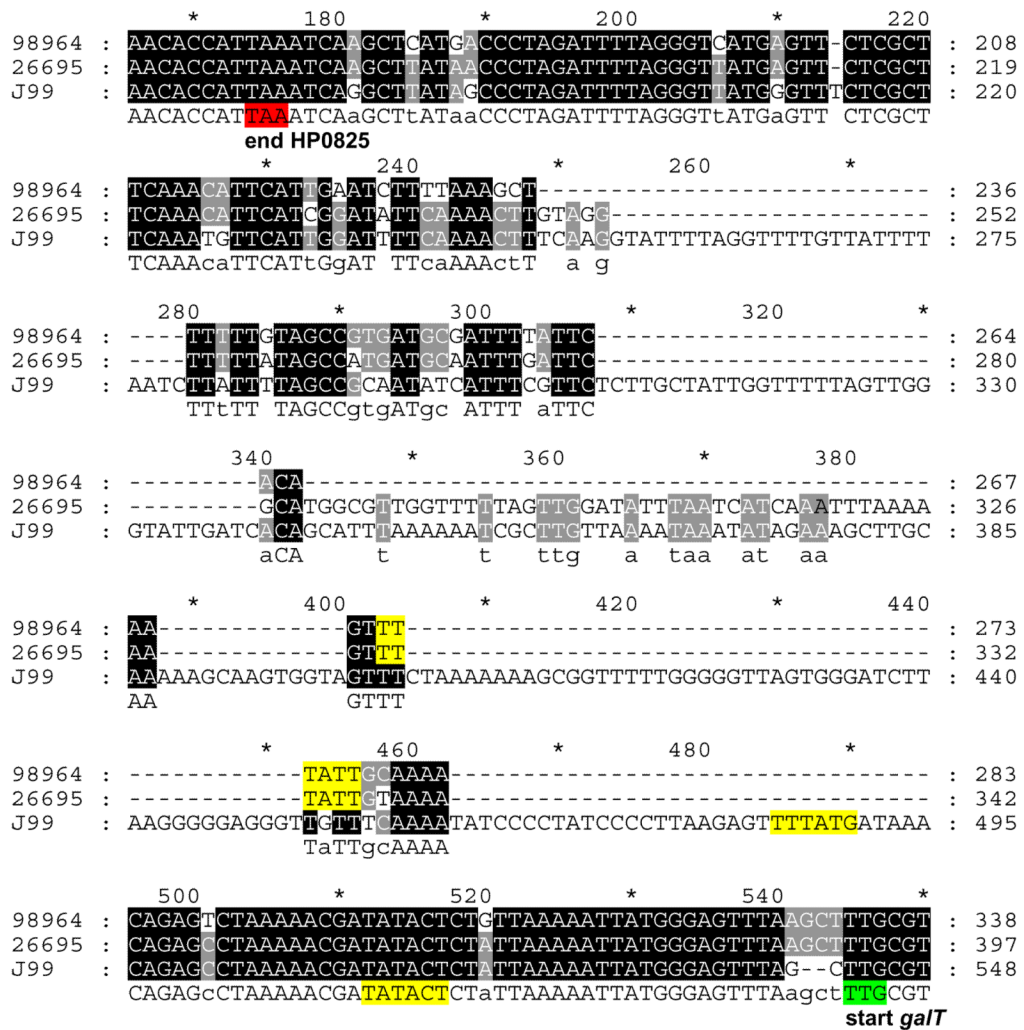 * 180 * 200 * 220
98964 : AACACCATTAAATCAAGCTCATGACCCTAGATTTTAGGGTCATGAGTT-CTCGCT : 208
26695 : AACACCATTAAATCAAGCTTATAACCCTAGATTTTAGGGTTATGAGTT-CTCGCT : 219
J99 : AACACCATTAAATCAGGCTTATAGCCCTAGATTTTAGGGTTATGGGTTTCTCGCT : 220
AACACCATTAAATCAaGCTtATaaCCCTAGATTTTAGGGTtATGaGTT CTCGCT
end HP0825
* 240 * 260 *
98964 : TCAAACATTCATTGAATCTTTTAAAGCT--------------------------- : 236
26695 : TCAAACATTCATCGGATATTCAAAACTTGTAGG---------------------- : 252
J99 : TCAAATGTTCATTGGATTTTCAAAACTTTCAAGGTATTTTAGGTTTTGTTATTTT : 275
TCAAAcaTTCATtGgAT TTcaAAActT  a g
280 * 300 * 320 *
98964 : ----TTTTTGTAGCCGTGATGCGATTTTATTC----------------------- : 264
26695 : ----TTTTTATAGCCATGATGCAATTTGATTC----------------------- : 280
J99 : AATCTTATTTTAGCCGCAATATCATTTCGTTCTCTTGCTATTGGTTTTTAGTTGG : 330
TTtTT TAGCCgtgATgc ATTT aTTC
340 * 360 * 380
98964 : ---------ACA------------------------------------------- : 267
26695 : ---------GCATGGCGTTGGTTTTTAGTTGGATATTTAATCATCAAATTTAAAA : 326
J99 : GTATTGATCACAGCATTTAAAAAATCGCTTGTTAAAATAAATATAGAAAGCTTGC : 385
aCA t t ttg a taa at aa
* 400 * 420 * 440
98964 : AA-------------GTTT------------------------------------ : 273
26695 : AA-------------GTTT------------------------------------ : 332
J99 : AAAAAGCAAGTGGTAGTTTCTAAAAAAAGCGGTTTTTGGGGGTTAGTGGGATCTT : 440
AA GTTT
* 460 * 480 *
98964 : ------------TATTGCAAAA--------------------------------- : 283
26695 : ------------TATTGTAAAA--------------------------------- : 342
J99 : AAGGGGGAGGGTTGTTTCAAAATATCCCCTATCCCCTTAAGAGTTTTATGATAAA : 495
TaTTgcAAAA
500 * 520 * 540 *
98964 : CAGAGTCTAAAAACGATATACTCTGTTAAAAATTATGGGAGTTTAAGCTTTGCGT : 338
26695 : CAGAGCCTAAAAACGATATACTCTATTAAAAATTATGGGAGTTTAAGCTTTGCGT : 397
J99 : CAGAGCCTAAAAACGATATACTCTATTAAAAATTATGGGAGTTTAG--CTTGCGT : 548
CAGAGcCTAAAAACGATATACTCTaTTAAAAATTATGGGAGTTTAagctTTGCGT
start galT